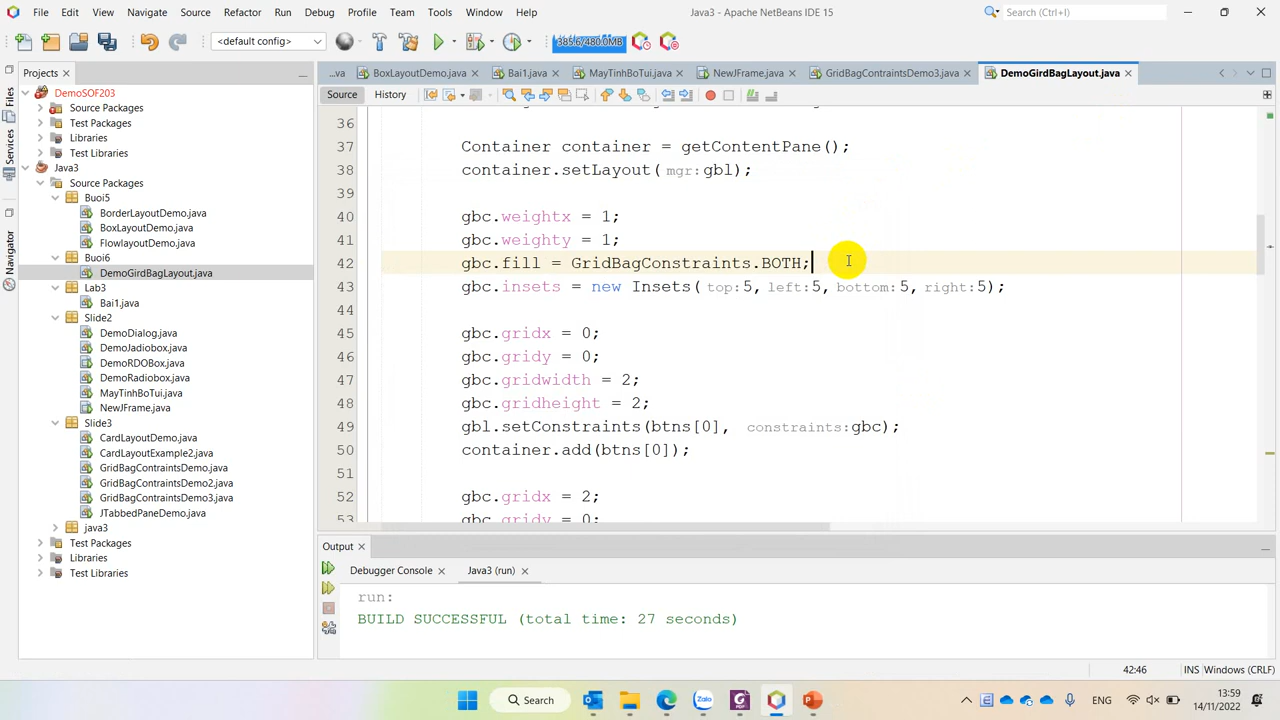 File Edit View Navigate Source Refactor Run Debug Profile Team Tools Window Help
Java3 - Apache NetBeans IDE 15
Search (Ctrl+I)
<default config>
385.6/480.0MB
Projects
...va BoxLayoutDemo.java Bai1.java MayTinhBoTui.java NewJFrame.java GridBagContraintsDemo3.java DemoGirdBagLayout.java
Source History
Files
Services
Navigator
DemoSOF203
Source Packages
Test Packages
Libraries
Test Libraries
Java3
Source Packages
Buoi5
BorderLayoutDemo.java
BoxLayoutDemo.java
FlowlayoutDemo.java
Buoi6
DemoGirdBagLayout.java
Lab3
Bai1.java
Slide2
DemoDialog.java
DemoJadiobox.java
DemoRDOBox.java
DemoRadiobox.java
MayTinhBoTui.java
NewJFrame.java
Slide3
CardLayoutDemo.java
CardLayoutExample2.java
GridBagContraintsDemo.java
GridBagContraintsDemo2.java
GridBagContraintsDemo3.java
JTabbedPaneDemo.java
java3
Test Packages
Libraries
Test Libraries
36
37 Container container = getContentPane();
38 container.setLayout(mgr:gbl);
39
40 gbc.weightx = 1;
41 gbc.weighty = 1;
42 gbc.fill = GridBagConstraints.BOTH;
43 gbc.insets = new Insets(top:5, left:5, bottom:5, right:5);
44
45 gbc.gridx = 0;
46 gbc.gridy = 0;
47 gbc.gridwidth = 2;
48 gbc.gridheight = 2;
49 gbl.setConstraints(btns[0], constraints:gbc);
50 container.add(btns[0]);
51
52 gbc.gridx = 2;
53 gbc.gridy = 0;
Output
Debugger Console Java3 (run)
run:
BUILD SUCCESSFUL (total time: 27 seconds)
42:46 INS Windows (CRLF)
Search
Zalo
ENG
13:59
14/11/2022